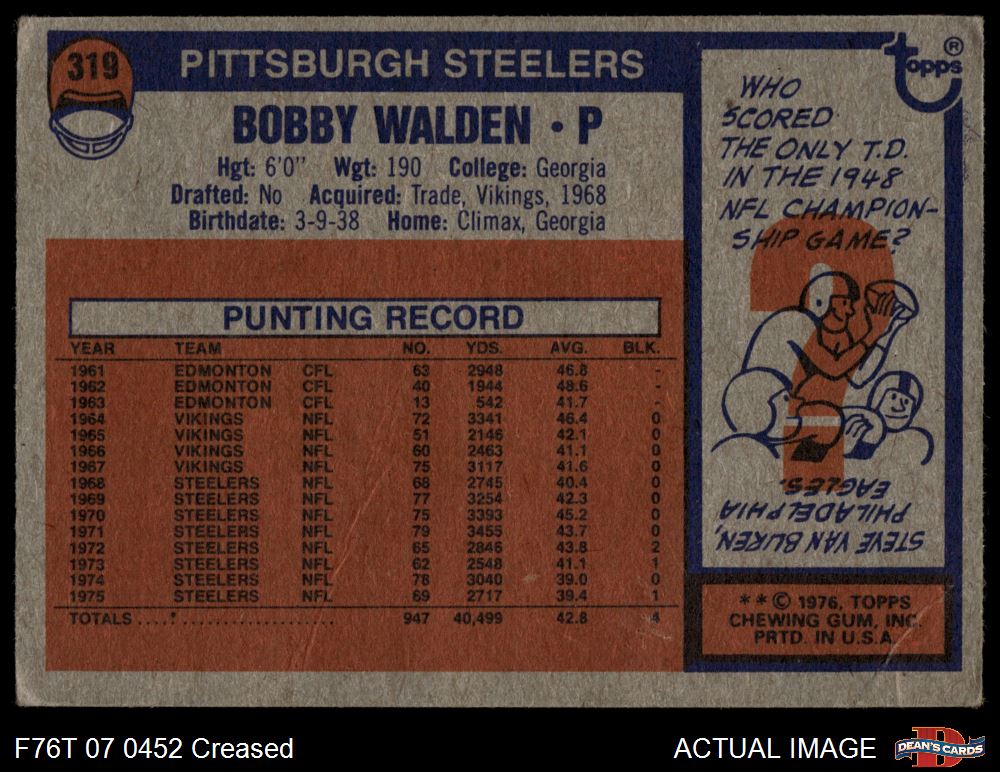 319
PITTSBURGH STEELERS
BOBBY WALDEN • P
Hgt: 6'0" Wgt: 190 College: Georgia
Drafted: No Acquired: Trade, Vikings, 1968
Birthdate: 3-9-38 Home: Climax, Georgia
PUNTING RECORD
YEAR TEAM NO. YDS. AVG. BLK.
1961 EDMONTON CFL 63 2948 46.8 -
1962 EDMONTON CFL 40 1944 48.6 -
1963 EDMONTON CFL 13 542 41.7 -
1964 VIKINGS NFL 72 3341 46.4 0
1965 VIKINGS NFL 51 2146 42.1 0
1966 VIKINGS NFL 60 2463 41.1 0
1967 VIKINGS NFL 75 3117 41.6 0
1968 STEELERS NFL 68 2745 40.4 0
1969 STEELERS NFL 77 3254 42.3 0
1970 STEELERS NFL 75 3393 45.2 0
1971 STEELERS NFL 79 3455 43.7 0
1972 STEELERS NFL 65 2846 43.8 2
1973 STEELERS NFL 62 2548 41.1 1
1974 STEELERS NFL 78 3040 39.0 0
1975 STEELERS NFL 69 2717 39.4 1
TOTALS .................... 947 40,499 42.8 4
topps ®
WHO
SCORED
THE ONLY T.D.
IN THE 1948
NFL CHAMPION-
SHIP GAME?
STEVE VAN BUREN,
PHILADELPHIA
EAGLES.
* * © 1976, TOPPS
CHEWING GUM, INC.
PRTD. IN U.S.A.
F76T 07 0452 Creased
ACTUAL IMAGE
DEAN'S CARDS